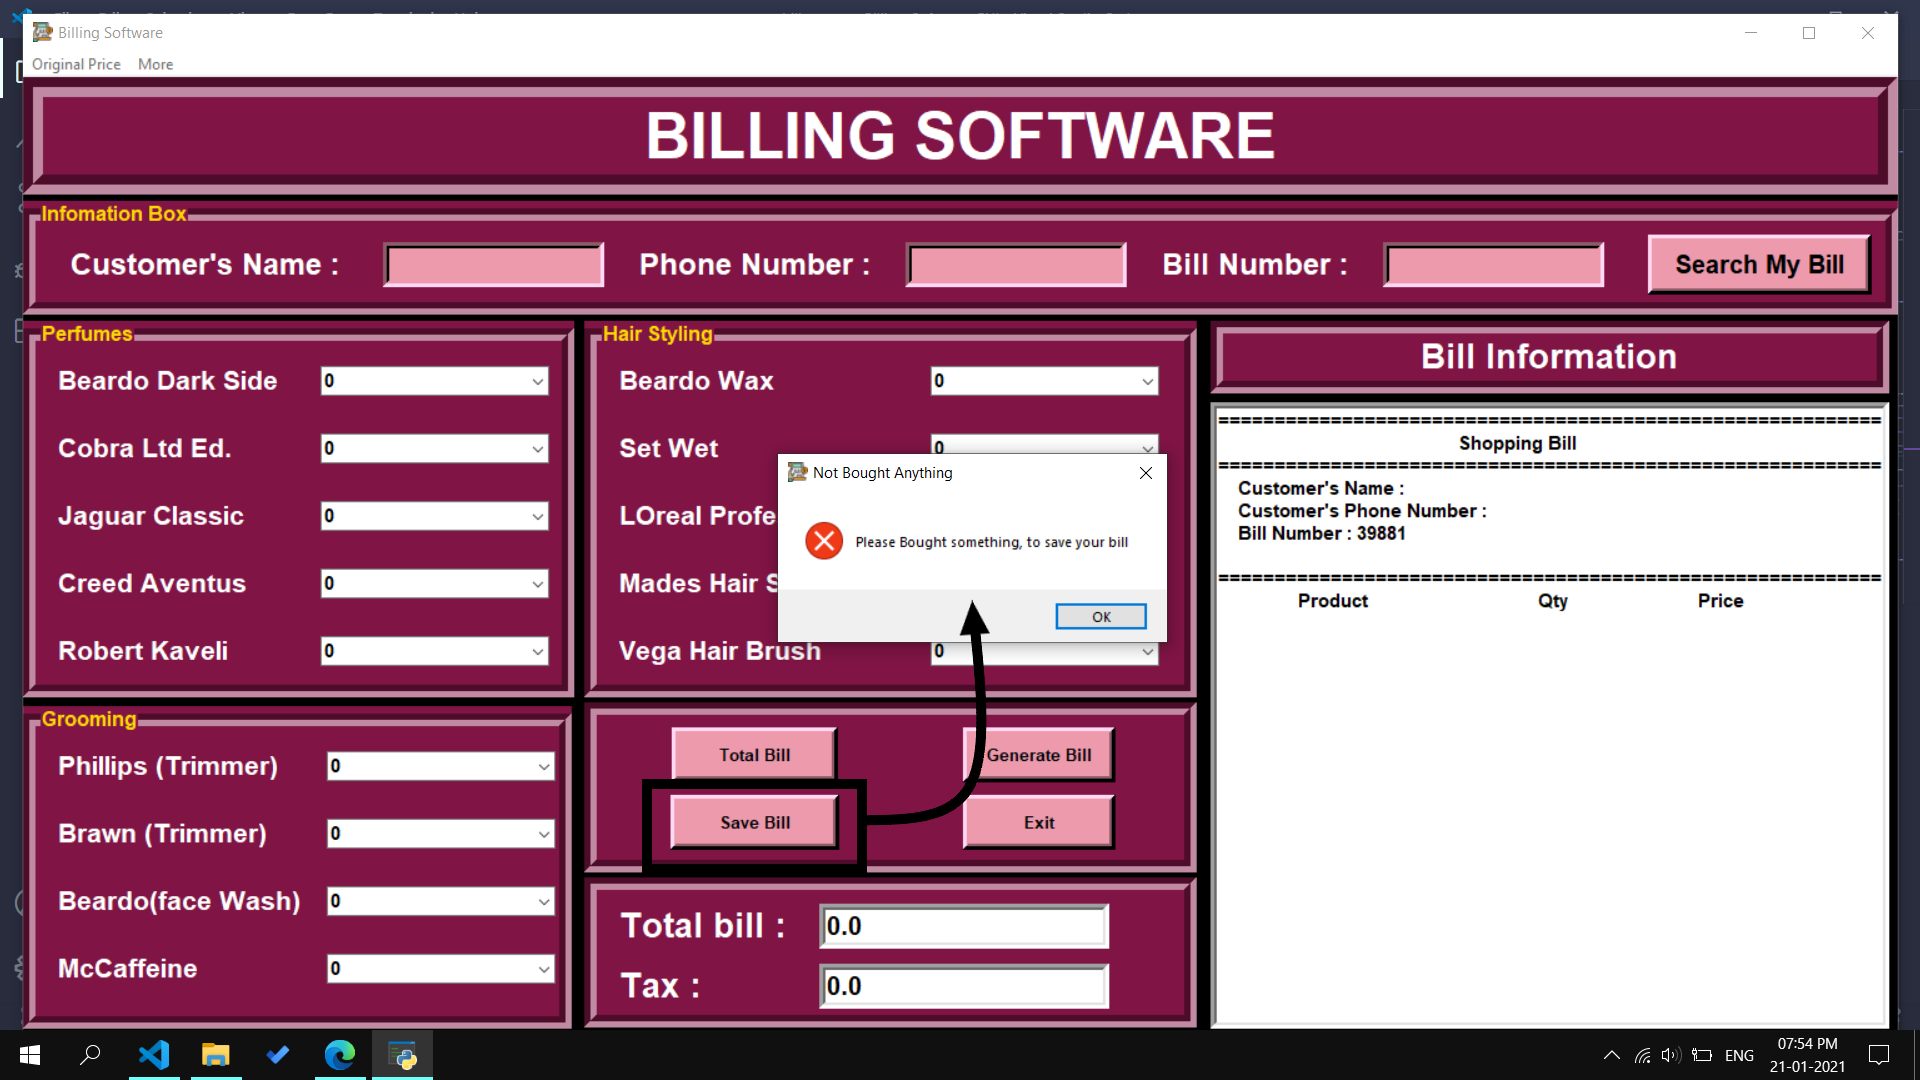 Billing Software
Original Price More
BILLING SOFTWARE
Infomation Box
Customer's Name :
Phone Number :
Bill Number :
Search My Bill
Perfumes
Beardo Dark Side 0
Cobra Ltd Ed. 0
Jaguar Classic 0
Creed Aventus 0
Robert Kaveli 0
Hair Styling
Beardo Wax 0
Set Wet 0
LOreal Profe
Mades Hair S
Vega Hair Brush 0
Not Bought Anything
Please Bought something, to save your bill
OK
Bill Information
===========================================================
Shopping Bill
===========================================================
Customer's Name :
Customer's Phone Number :
Bill Number : 39881
===========================================================
Product Qty Price
Grooming
Phillips (Trimmer) 0
Brawn (Trimmer) 0
Beardo(face Wash) 0
McCaffeine 0
Total Bill
Generate Bill
Save Bill
Exit
Total bill : 0.0
Tax : 0.0
ENG
07:54 PM
21-01-2021